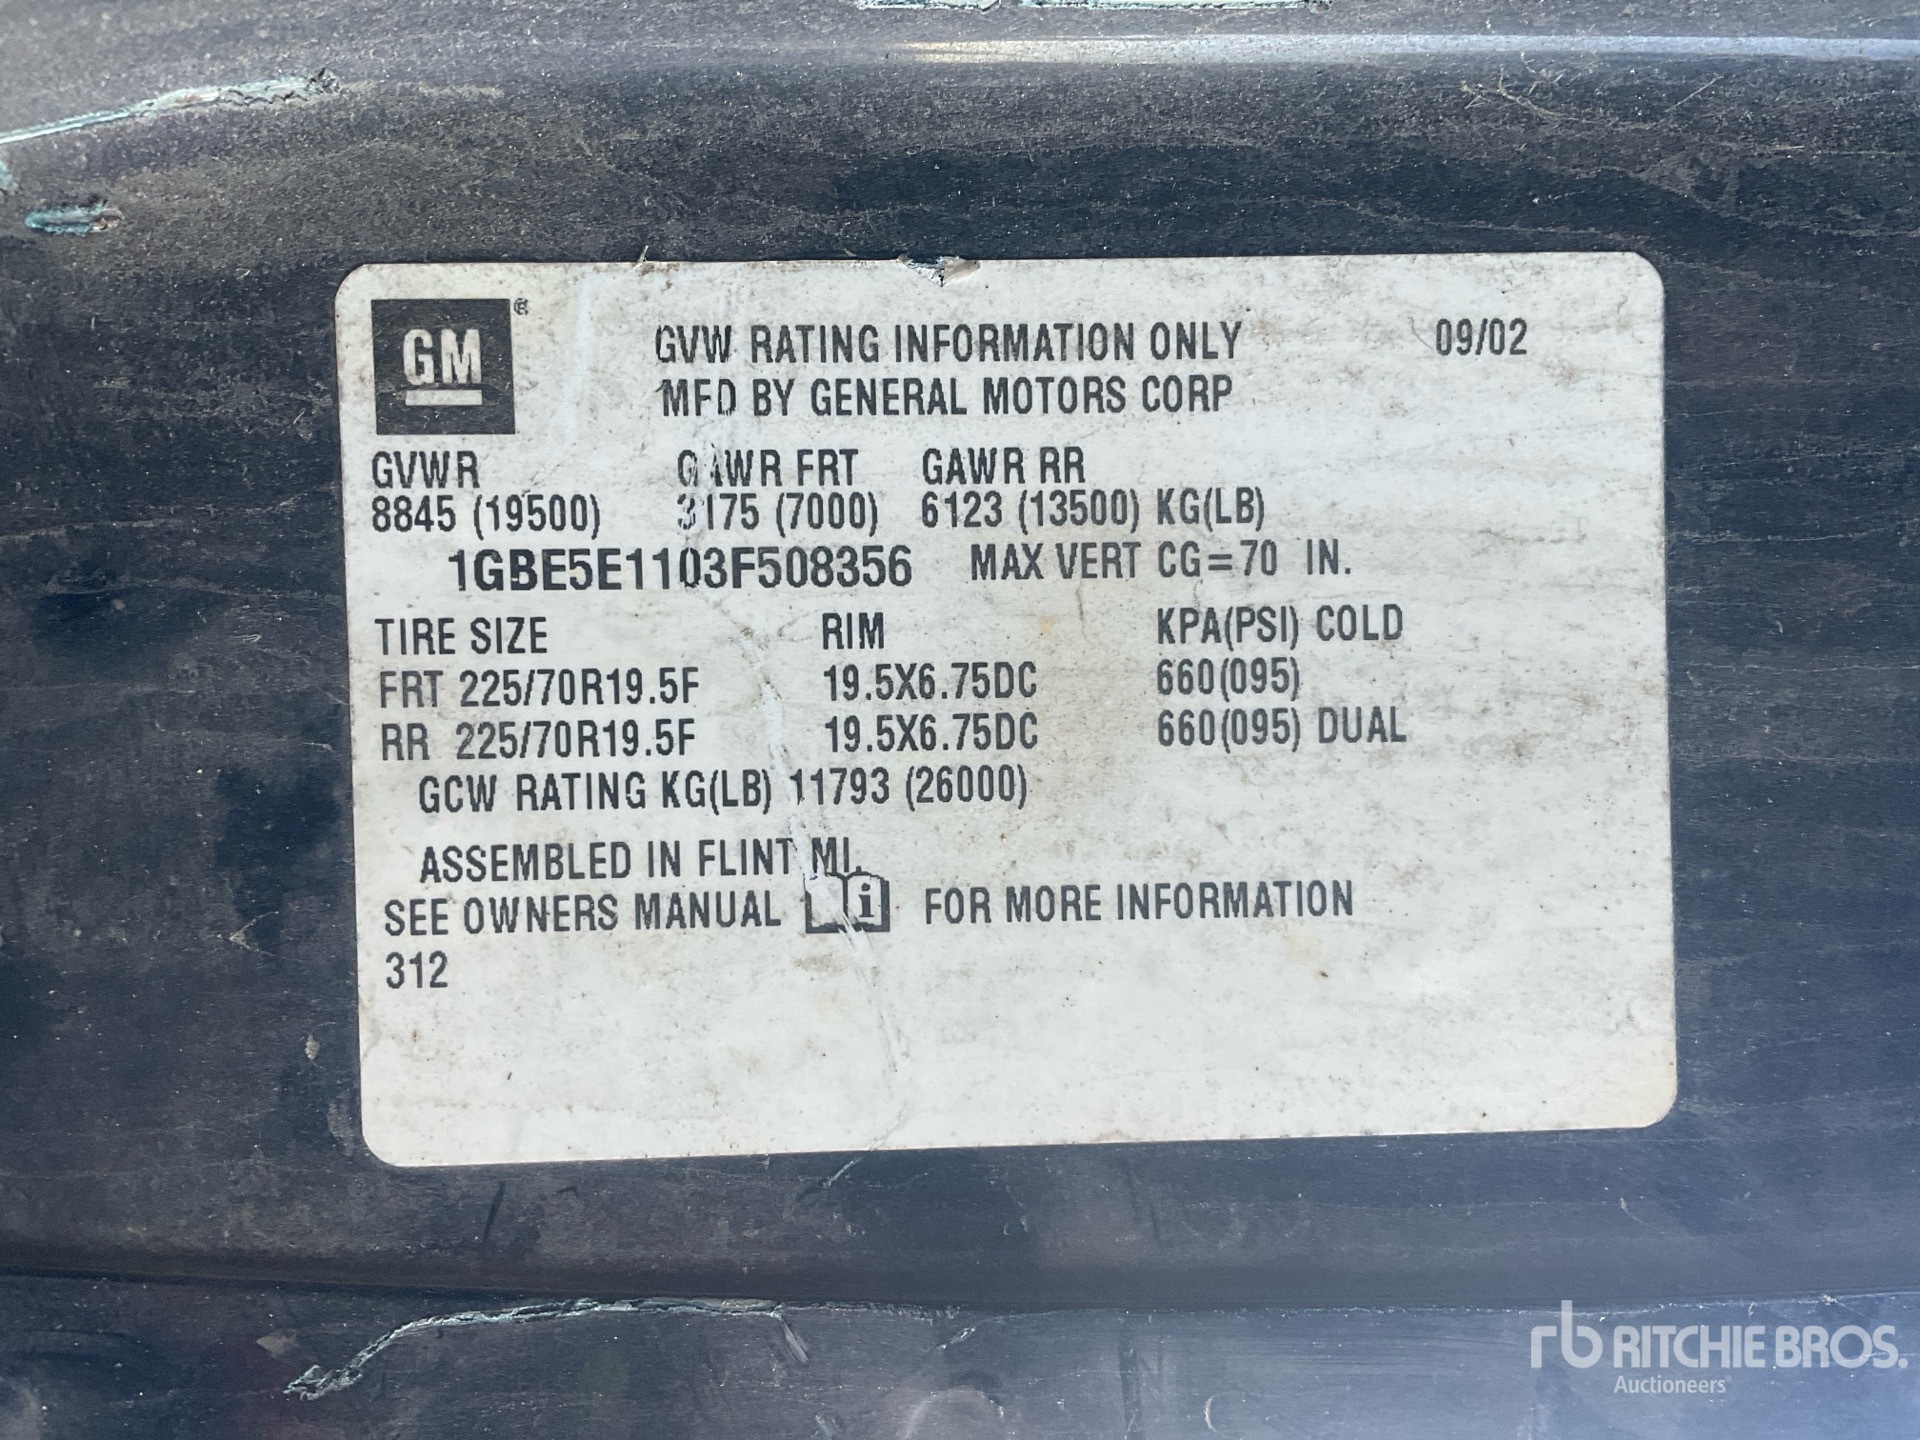 GM ®
GVW RATING INFORMATION ONLY 09/02
MFD BY GENERAL MOTORS CORP
GVWR GAWR FRT GAWR RR
8845 (19500) 3175 (7000) 6123 (13500) KG(LB)
1GBE5E1103F508356 MAX VERT CG=70 IN.
TIRE SIZE RIM KPA(PSI) COLD
FRT 225/70R19.5F 19.5X6.75DC 660(095)
RR 225/70R19.5F 19.5X6.75DC 660(095) DUAL
GCW RATING KG(LB) 11793 (26000)
ASSEMBLED IN FLINT MI.
SEE OWNERS MANUAL i FOR MORE INFORMATION
312
rb RITCHIE BROS.
Auctioneers